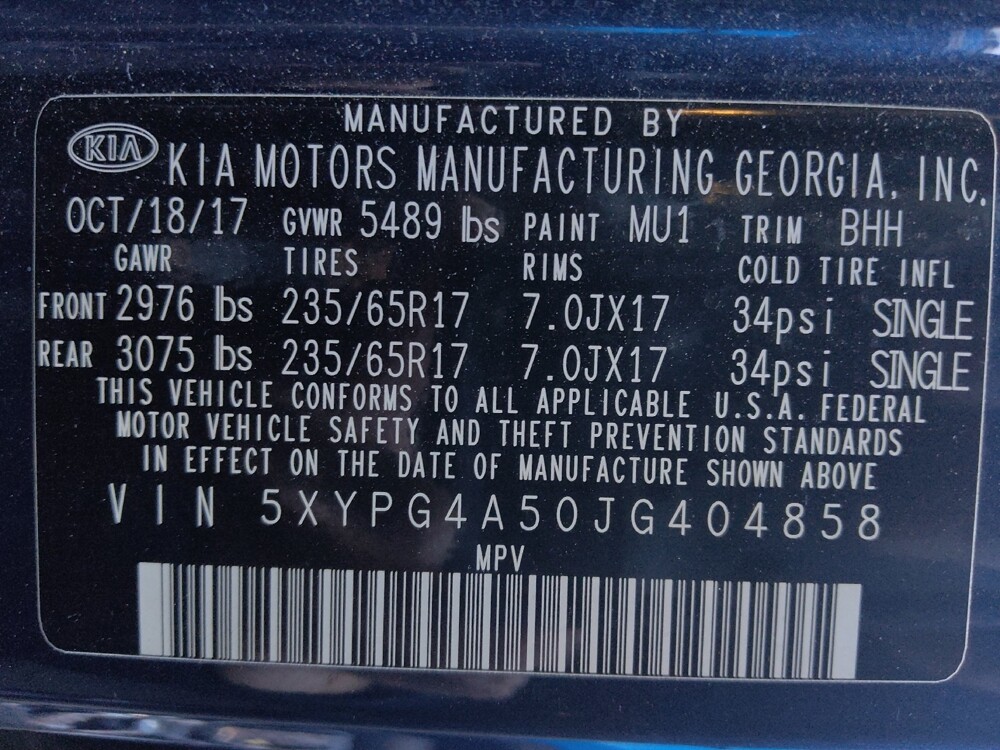 MANUFACTURED BY
KIA KIA MOTORS MANUFACTURING GEORGIA, INC.
OCT/18/17 GVWR 5489 lbs PAINT MU1 TRIM BHH
GAWR TIRES RIMS COLD TIRE INFL
FRONT 2976 lbs 235/65R17 7.0JX17 34psi SINGLE
REAR 3075 lbs 235/65R17 7.0JX17 34psi SINGLE
THIS VEHICLE CONFORMS TO ALL APPLICABLE U.S.A. FEDERAL
MOTOR VEHICLE SAFETY AND THEFT PREVENTION STANDARDS
IN EFFECT ON THE DATE OF MANUFACTURE SHOWN ABOVE
VIN 5XYPG4A50JG404858
MPV